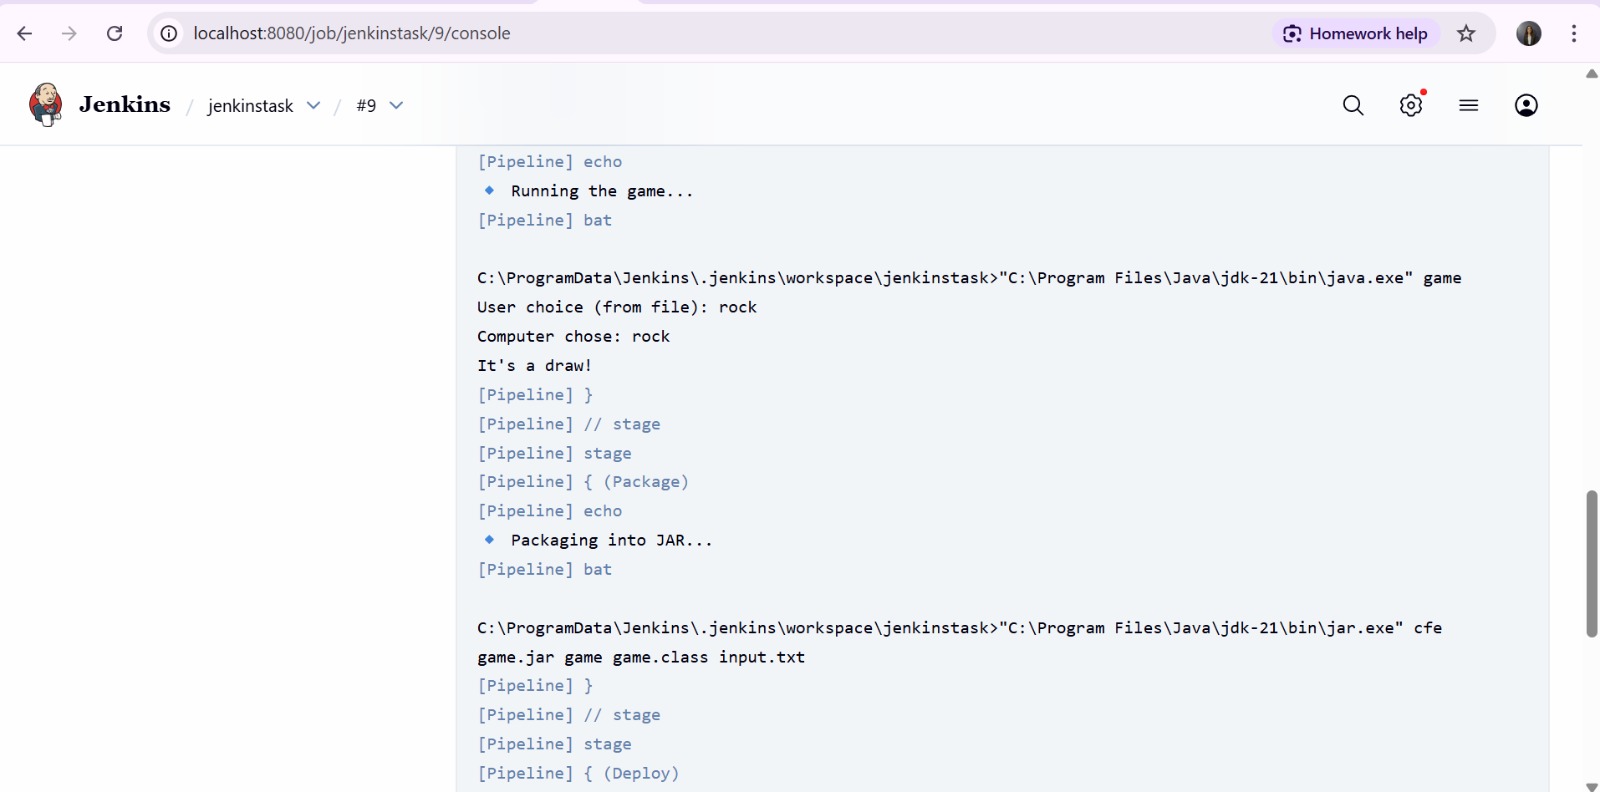 localhost:8080/job/jenkinstask/9/console
Homework help
Jenkins / jenkinstask / #9
[Pipeline] echo
🔹 Running the game...
[Pipeline] bat
C:\ProgramData\Jenkins\.jenkins\workspace\jenkinstask>"C:\Program Files\Java\jdk-21\bin\java.exe" game
User choice (from file): rock
Computer chose: rock
It's a draw!
[Pipeline] }
[Pipeline] // stage
[Pipeline] stage
[Pipeline] { (Package)
[Pipeline] echo
🔹 Packaging into JAR...
[Pipeline] bat
C:\ProgramData\Jenkins\.jenkins\workspace\jenkinstask>"C:\Program Files\Java\jdk-21\bin\jar.exe" cfe
game.jar game game.class input.txt
[Pipeline] }
[Pipeline] // stage
[Pipeline] stage
[Pipeline] { (Deploy)